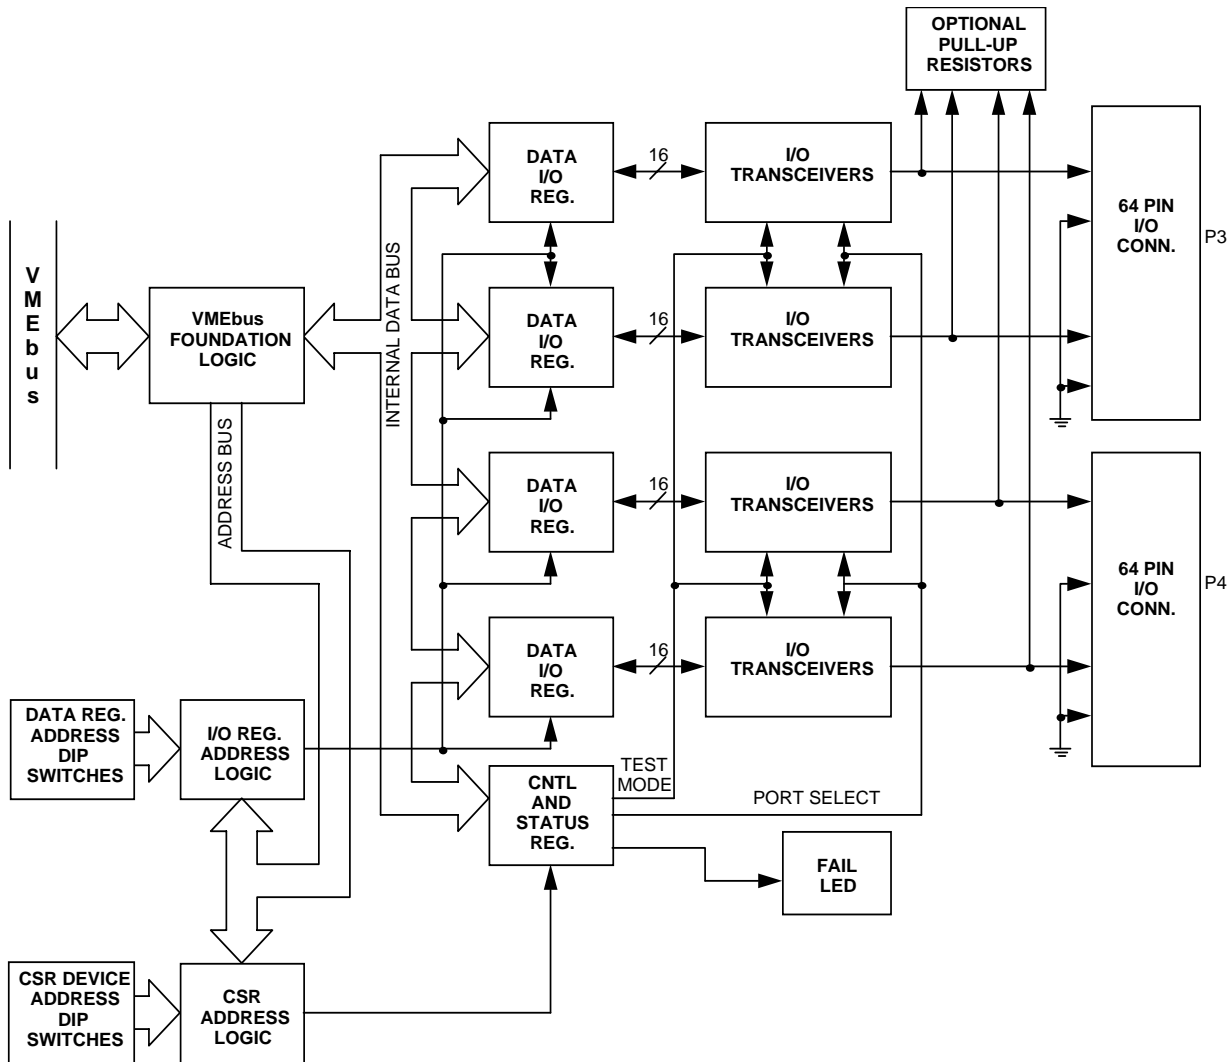 OPTIONAL
PULL-UP
RESISTORS
DATA
I/O
REG.
16
I/O
TRANSCEIVERS
64 PIN
I/O
CONN.
P3
V
M
E
b
u
s
VMEbus
FOUNDATION
LOGIC
INTERNAL DATA BUS
DATA
I/O
REG.
16
I/O
TRANSCEIVERS
ADDRESS BUS
DATA
I/O
REG.
16
I/O
TRANSCEIVERS
64 PIN
I/O
CONN.
P4
DATA
I/O
REG.
16
I/O
TRANSCEIVERS
DATA REG.
ADDRESS
DIP
SWITCHES
I/O REG.
ADDRESS
LOGIC
CNTL
AND
STATUS
REG.
TEST
MODE
PORT SELECT
FAIL
LED
CSR DEVICE
ADDRESS
DIP
SWITCHES
CSR
ADDRESS
LOGIC